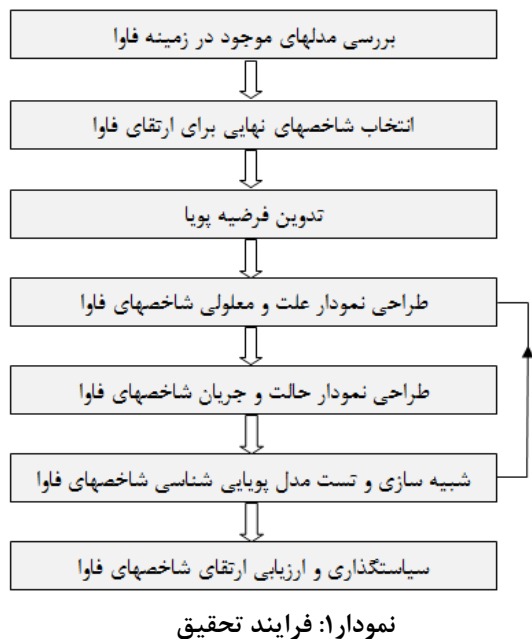 بررسی مدلهای موجود در زمینه فاوا
انتخاب شاخصهای نهایی برای ارتقای فاوا
تدوین فرضیه پویا
طراحی نمودار علت و معلولی شاخصهای فاوا
طراحی نمودار حالت و جریان شاخصهای فاوا
شبیه سازی و تست مدل پویایی شناسی شاخصهای فاوا
سیاستگذاری و ارزیابی ارتقای شاخصهای فاوا
نمودار۱: فرایند تحقیق